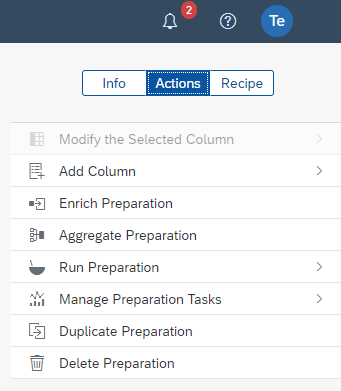 2
Te
Info Actions Recipe
Modify the Selected Column
Add Column
Enrich Preparation
Aggregate Preparation
Run Preparation
Manage Preparation Tasks
Duplicate Preparation
Delete Preparation